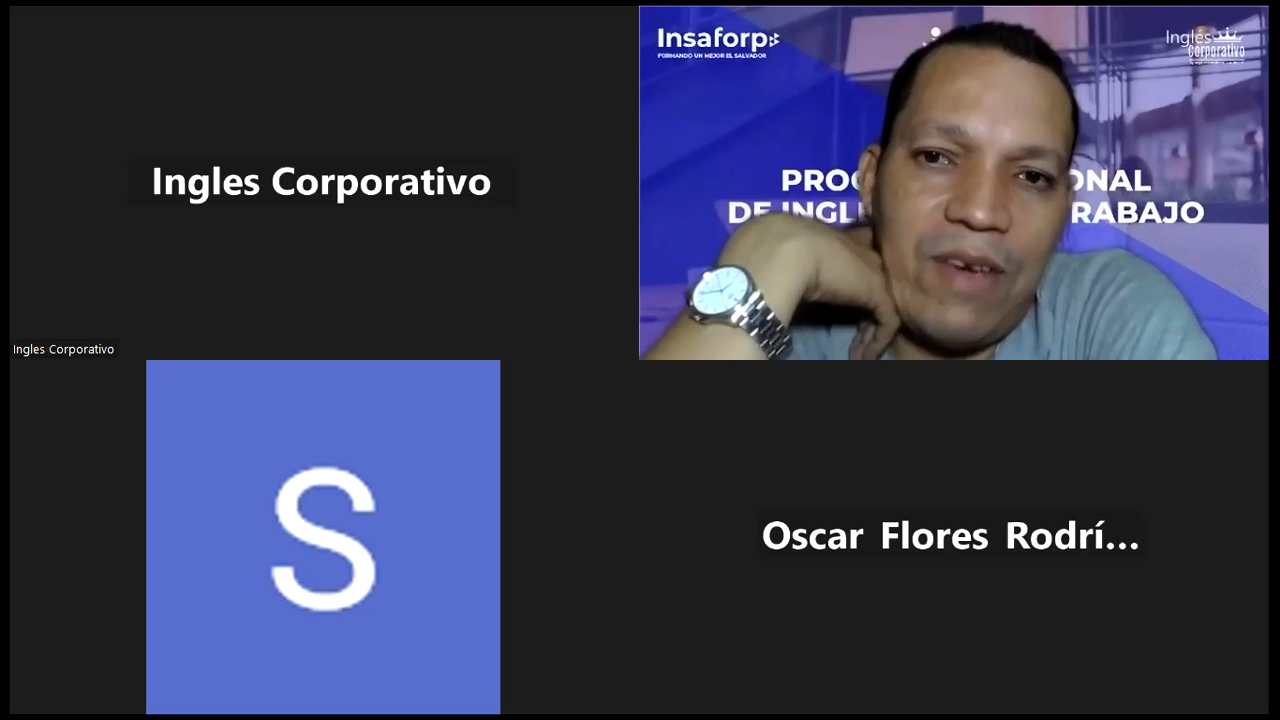 Ingles Corporativo
Ingles Corporativo
Insaforp
FORMANDO UN MEJOR EL SALVADOR
Inglés
Corporativo
PROG ONAL
DE INGL RABAJO
S
Oscar Flores Rodrí...